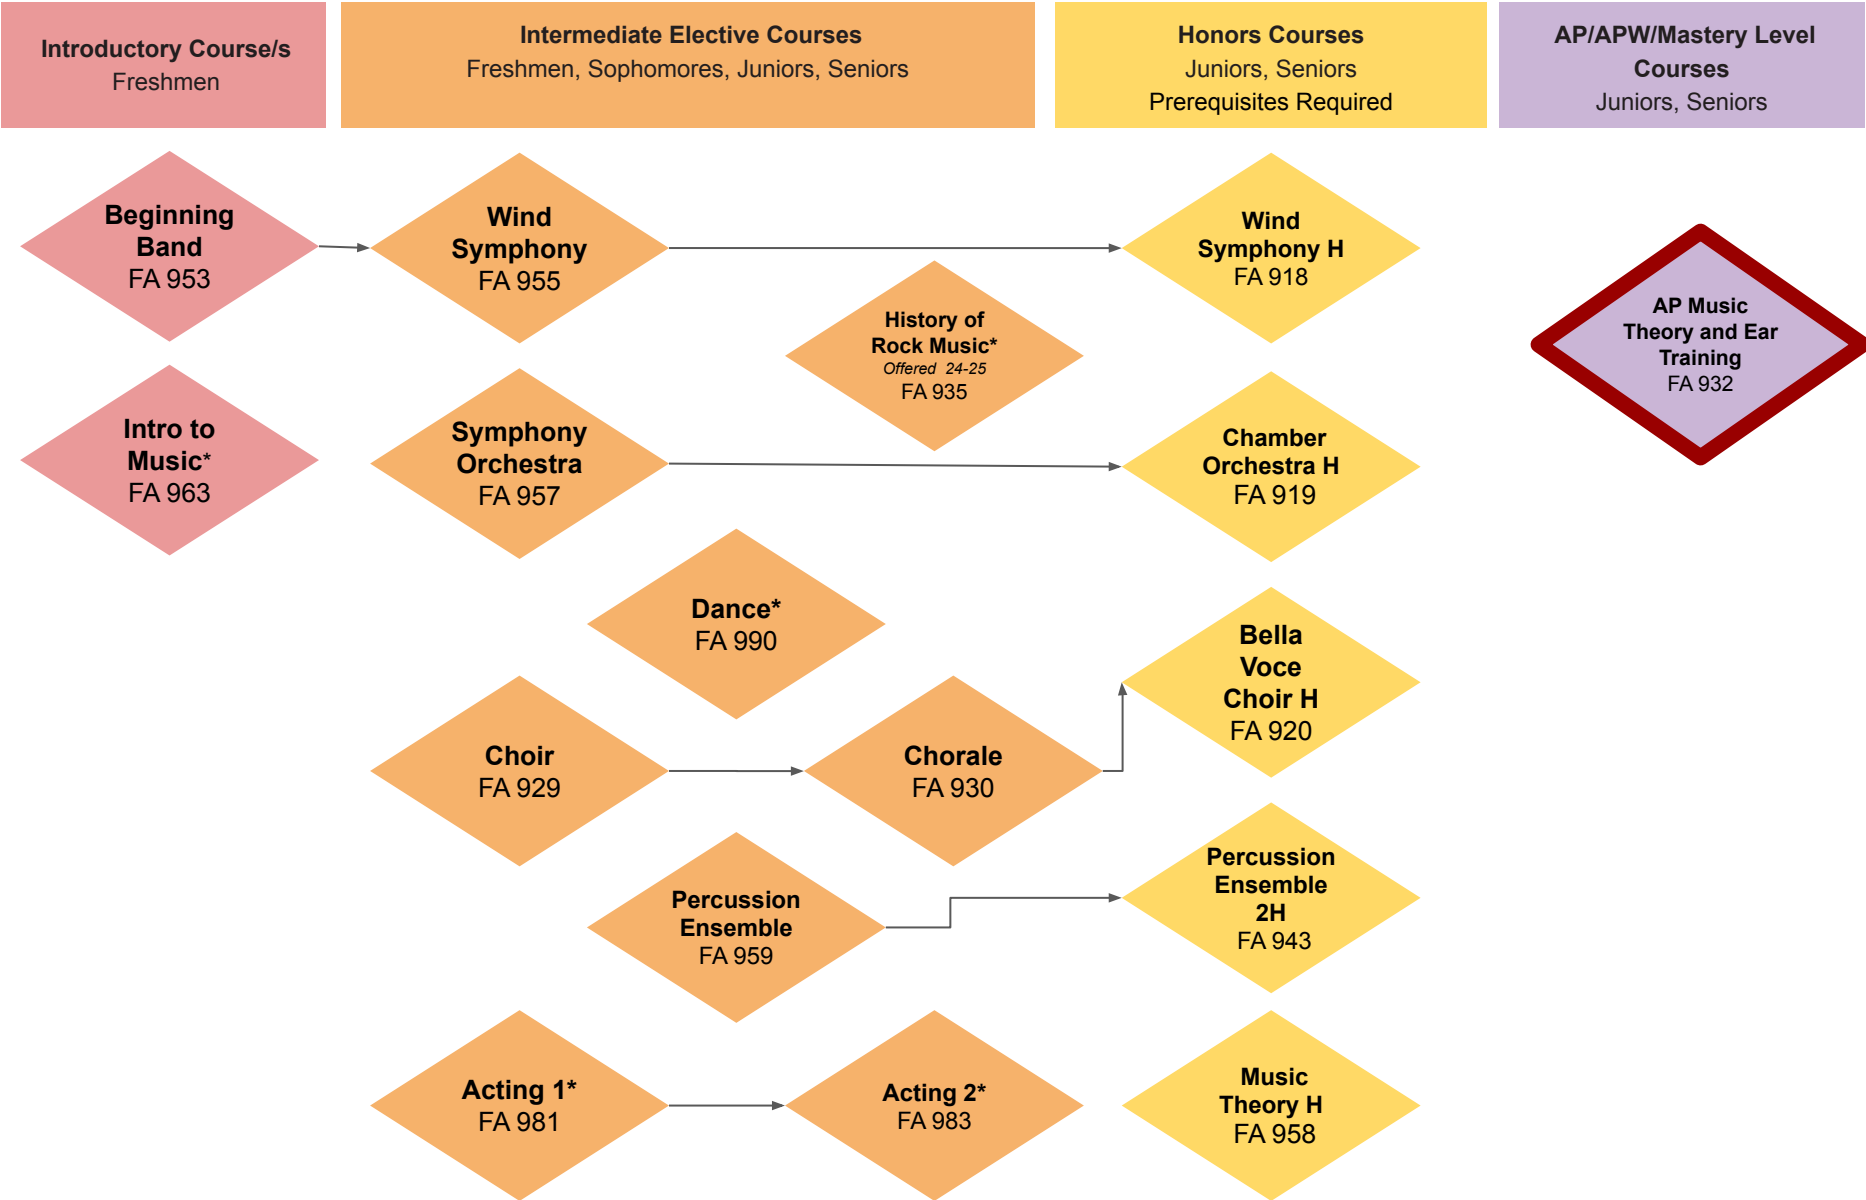 Introductory Course/s
Freshmen
Intermediate Elective Courses
Freshmen, Sophomores, Juniors, Seniors
Honors Courses
Juniors, Seniors
Prerequisites Required
AP/APW/Mastery Level
Courses
Juniors, Seniors
Beginning
Band
FA 953
Wind
Symphony
FA 955
Wind
Symphony H
FA 918
History of
Rock Music*
Offered 24-25
FA 935
AP Music
Theory and Ear
Training
FA 932
Intro to
Music*
FA 963
Symphony
Orchestra
FA 957
Chamber
Orchestra H
FA 919
Dance*
FA 990
Bella
Voce
Choir H
FA 920
Choir
FA 929
Chorale
FA 930
Percussion
Ensemble
FA 959
Percussion
Ensemble
2H
FA 943
Acting 1*
FA 981
Acting 2*
FA 983
Music
Theory H
FA 958